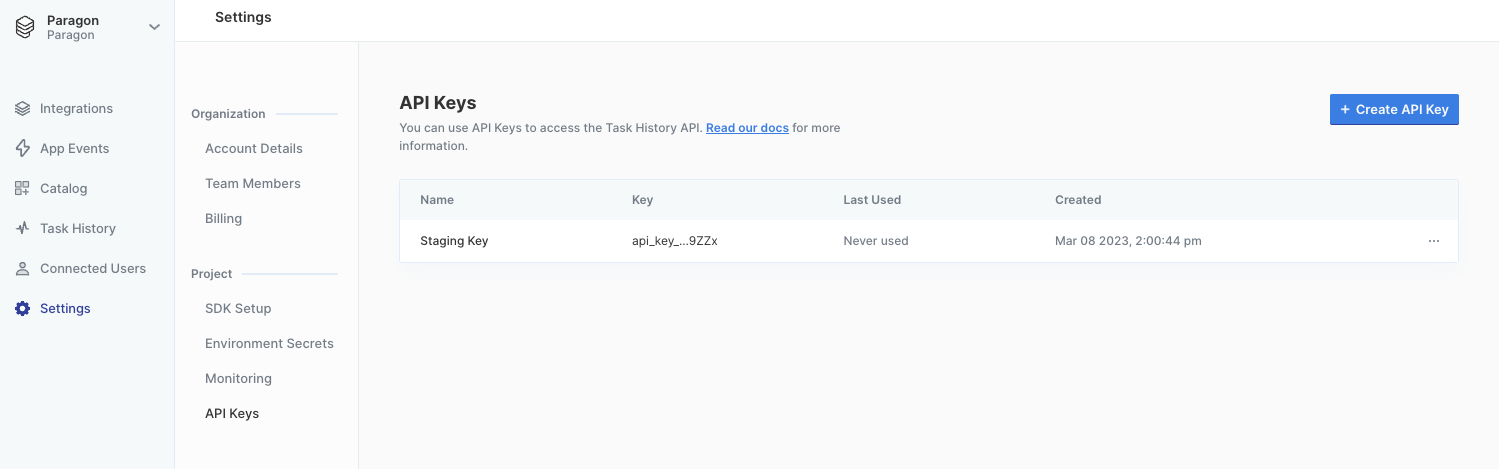 Paragon
Paragon
Settings
Integrations
App Events
Catalog
Task History
Connected Users
Settings
Organization
Account Details
Team Members
Billing
Project
SDK Setup
Environment Secrets
Monitoring
API Keys
API Keys
You can use API Keys to access the Task History API. Read our docs for more
information.
+ Create API Key
Name Key Last Used Created
Staging Key api_key_...9ZZx Never used Mar 08 2023, 2:00:44 pm ...